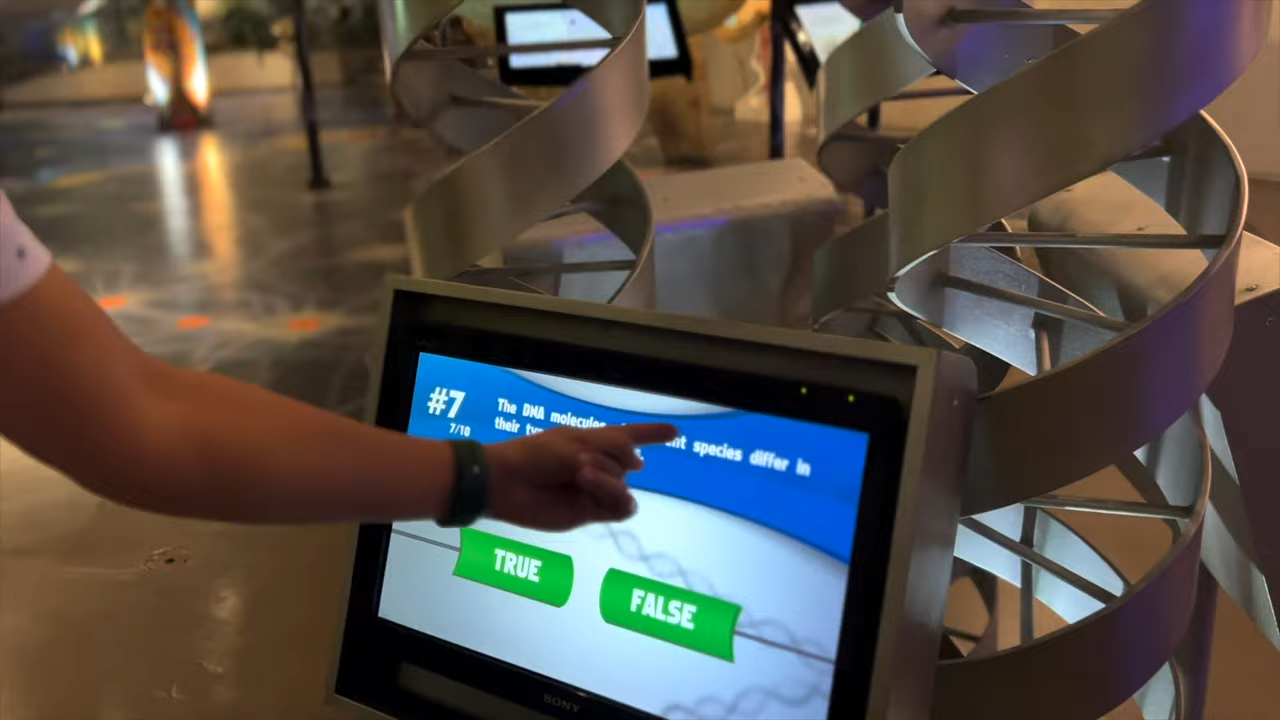 #7
7/10
The DNA molecules species differ in
their
TRUE
FALSE
SONY